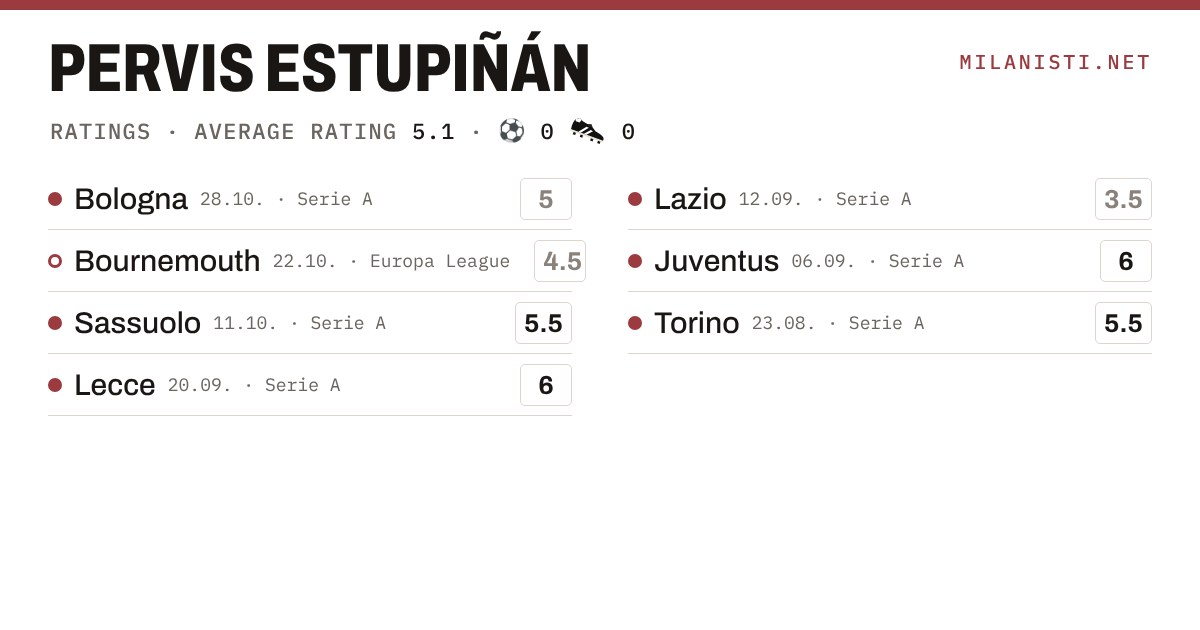 PERVIS ESTUPIÑÁN
MILANISTI.NET
RATINGS · AVERAGE RATING 5.1 · ⚽ 0 👟 0
Bologna 28.10. · Serie A 5
Bournemouth 22.10. · Europa League 4.5
Sassuolo 11.10. · Serie A 5.5
Lecce 20.09. · Serie A 6
Lazio 12.09. · Serie A 3.5
Juventus 06.09. · Serie A 6
Torino 23.08. · Serie A 5.5